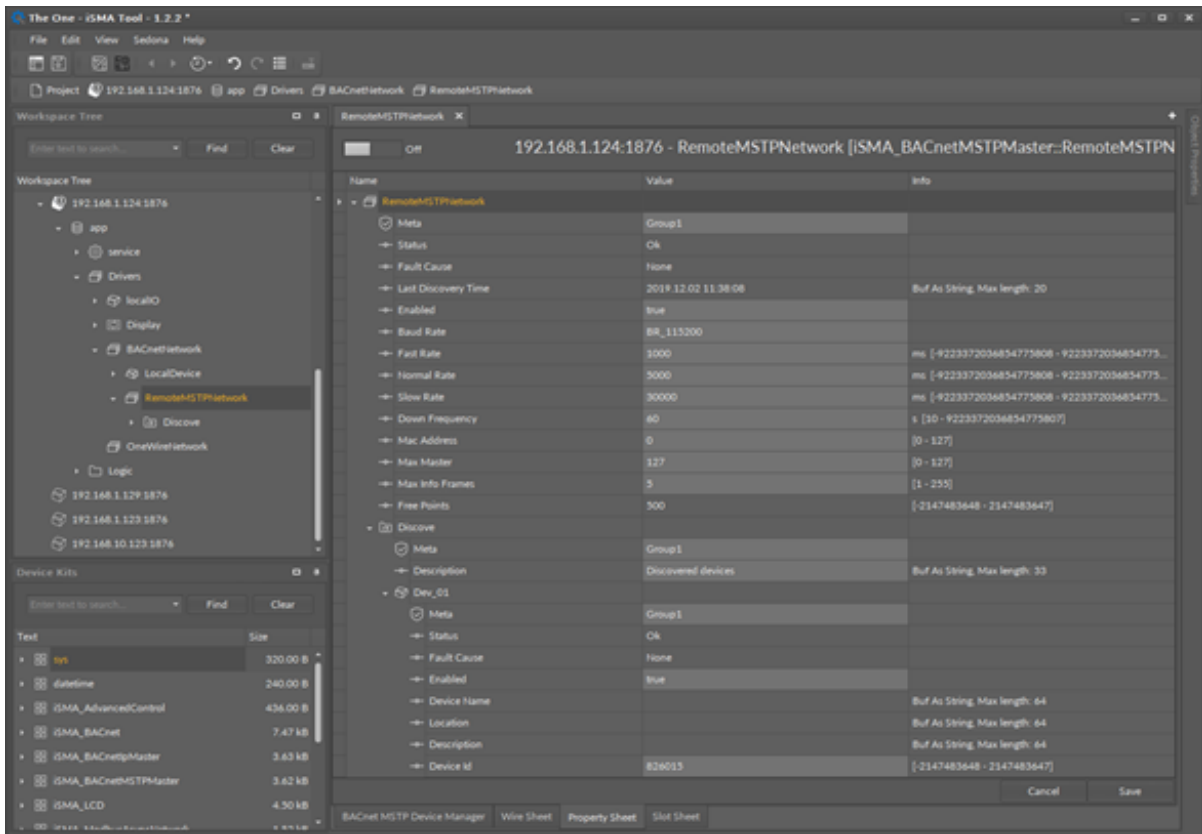 The One - iSMA Tool - 1.2.2 *
File Edit View Sedona Help
Project 192.168.1.124:1876 app Drivers BACnetNetwork RemoteMSTPNetwork
Workspace Tree
Enter text to search... Find Clear
Workspace Tree
192.168.1.124:1876
app
service
Drivers
localIO
Display
BACnetNetwork
LocalDevice
RemoteMSTPNetwork
Discove
OneWireNetwork
Logic
192.168.1.129:1876
192.168.1.123:1876
192.168.10.123:1876
Device Kits
Enter text to search... Find Clear
Text Size
sys 320.00 B
datetime 240.00 B
iSMA_AdvancedControl 436.00 B
iSMA_BACnet 7.47 kB
iSMA_BACnetIpMaster 3.63 kB
iSMA_BACnetMSTPMaster 3.62 kB
iSMA_LCD 4.50 kB
RemoteMSTPNetwork
Off 192.168.1.124:1876 - RemoteMSTPNetwork [iSMA_BACnetMSTPMaster::RemoteMSTPN
Name Value Info
RemoteMSTPNetwork
Meta Group1
Status Ok
Fault Cause None
Last Discovery Time 2019.12.02 11:38:08 Buf As String, Max length: 20
Enabled true
Baud Rate BR_115200
Fast Rate 1000 ms [-9223372036854775808 - 9223372036854775...
Normal Rate 5000 ms [-9223372036854775808 - 9223372036854775...
Slow Rate 30000 ms [-9223372036854775808 - 9223372036854775...
Down Frequency 60 s [10 - 9223372036854775807]
Mac Address 0 [0 - 127]
Max Master 127 [0 - 127]
Max Info Frames 5 [1 - 255]
Free Points 500 [-2147483648 - 2147483647]
Discove
Meta Group1
Description Discovered devices Buf As String, Max length: 33
Dev_01
Meta Group1
Status Ok
Fault Cause None
Enabled true
Device Name Buf As String, Max length: 64
Location Buf As String, Max length: 64
Description Buf As String, Max length: 64
Device Id 826015 [-2147483648 - 2147483647]
Cancel Save
BACnet MSTP Device Manager Wire Sheet Property Sheet Slot Sheet
Object Properties